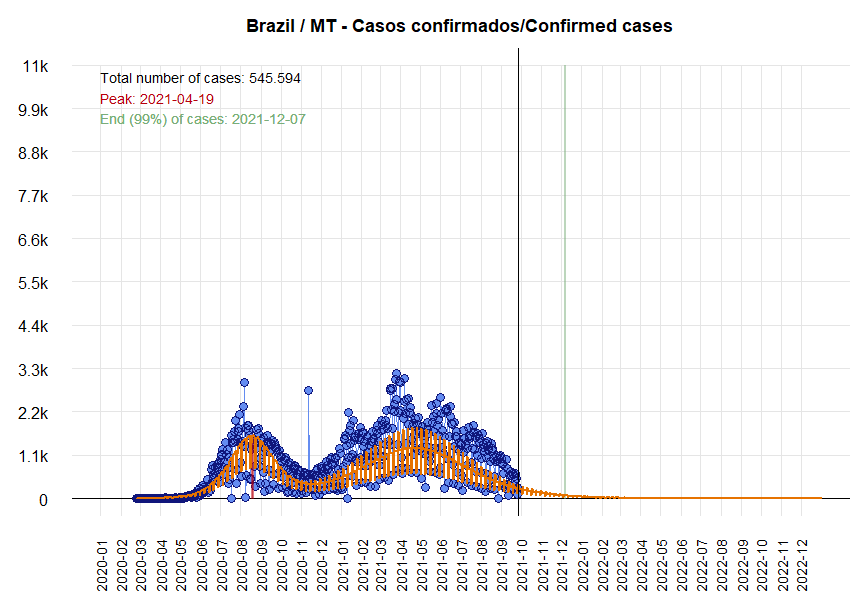 Brazil / MT - Casos confirmados/Confirmed cases
11k
9.9k
8.8k
7.7k
6.6k
5.5k
4.4k
3.3k
2.2k
1.1k
0
Total number of cases: 545.594
Peak: 2021-04-19
End (99%) of cases: 2021-12-07
2020-01
2020-02
2020-03
2020-04
2020-05
2020-06
2020-07
2020-08
2020-09
2020-10
2020-11
2020-12
2021-01
2021-02
2021-03
2021-04
2021-05
2021-06
2021-07
2021-08
2021-09
2021-10
2021-11
2021-12
2022-01
2022-02
2022-03
2022-04
2022-05
2022-06
2022-07
2022-08
2022-09
2022-10
2022-11
2022-12